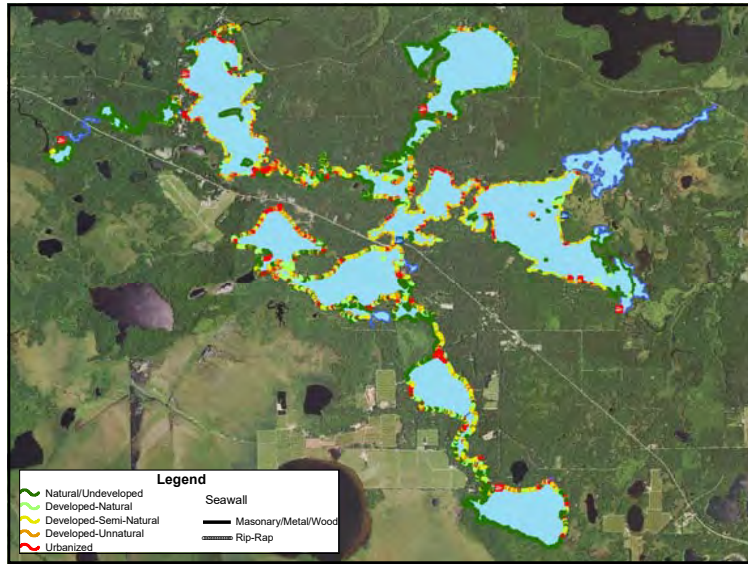 Legend
Natural/Undeveloped
Developed-Natural
Developed-Semi-Natural
Developed-Unnatural
Urbanized
Seawall
Masonary/Metal/Wood
Rip-Rap